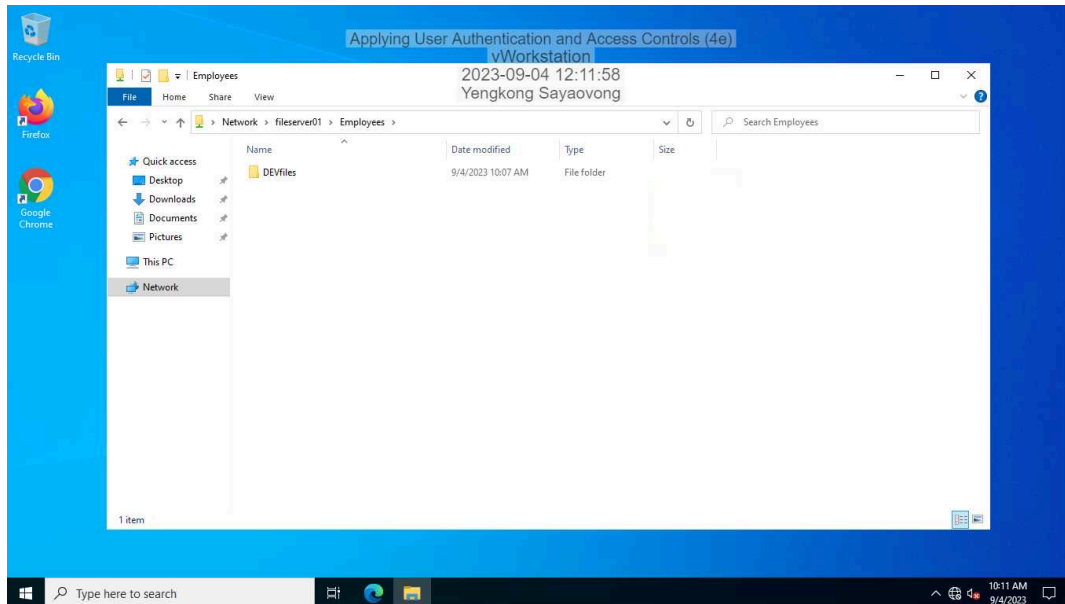 Recycle Bin
Applying User Authentication and Access Controls (4e)
vWorkstation
2023-09-04 12:11:58
Yengkong Sayaovong
Employees
File Home Share View
Network > fileserver01 > Employees >
Search Employees
Firefox
Google
Chrome
Quick access
Desktop
Downloads
Documents
Pictures
This PC
Network
Name Date modified Type Size
DEVfiles 9/4/2023 10:07 AM File folder
1 item
Type here to search
10:11 AM
9/4/2023